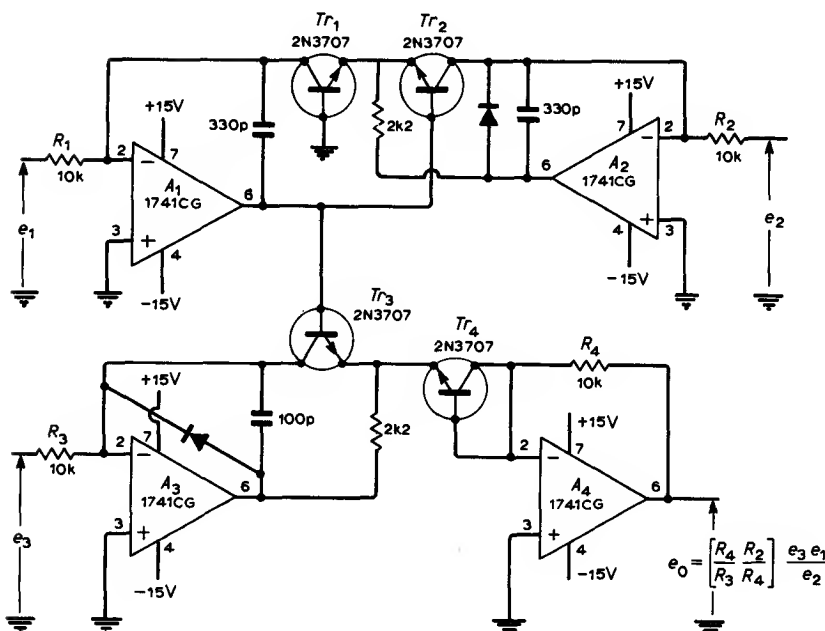 Tr1
2N3707
Tr2
2N3707
+15V
330p
2k2
330p
+15V
R1
10k
2
7
A1
1741CG
6
3
4
-15V
6
A2
1741CG
7
2
R2
10k
4
3
-15V
e1
e2
Tr3
2N3707
Tr4
2N3707
R4
10k
+15V
100p
2k2
+15V
R3
10k
2
7
A3
1741CG
6
3
4
-15V
2
7
A4
1741CG
6
3
4
-15V
e3
e0 = [R4/R3 R2/R4] e3 e1/e2